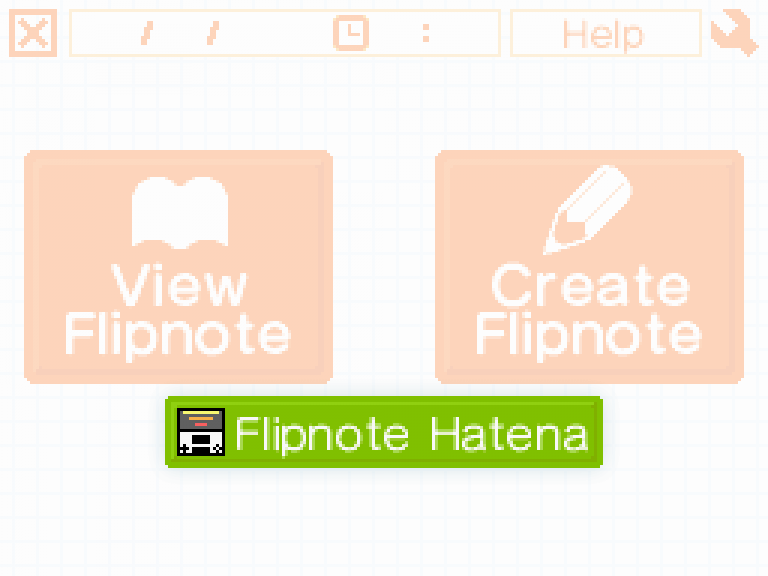 / / :
Help
View
Flipnote
Create
Flipnote
Flipnote Hatena